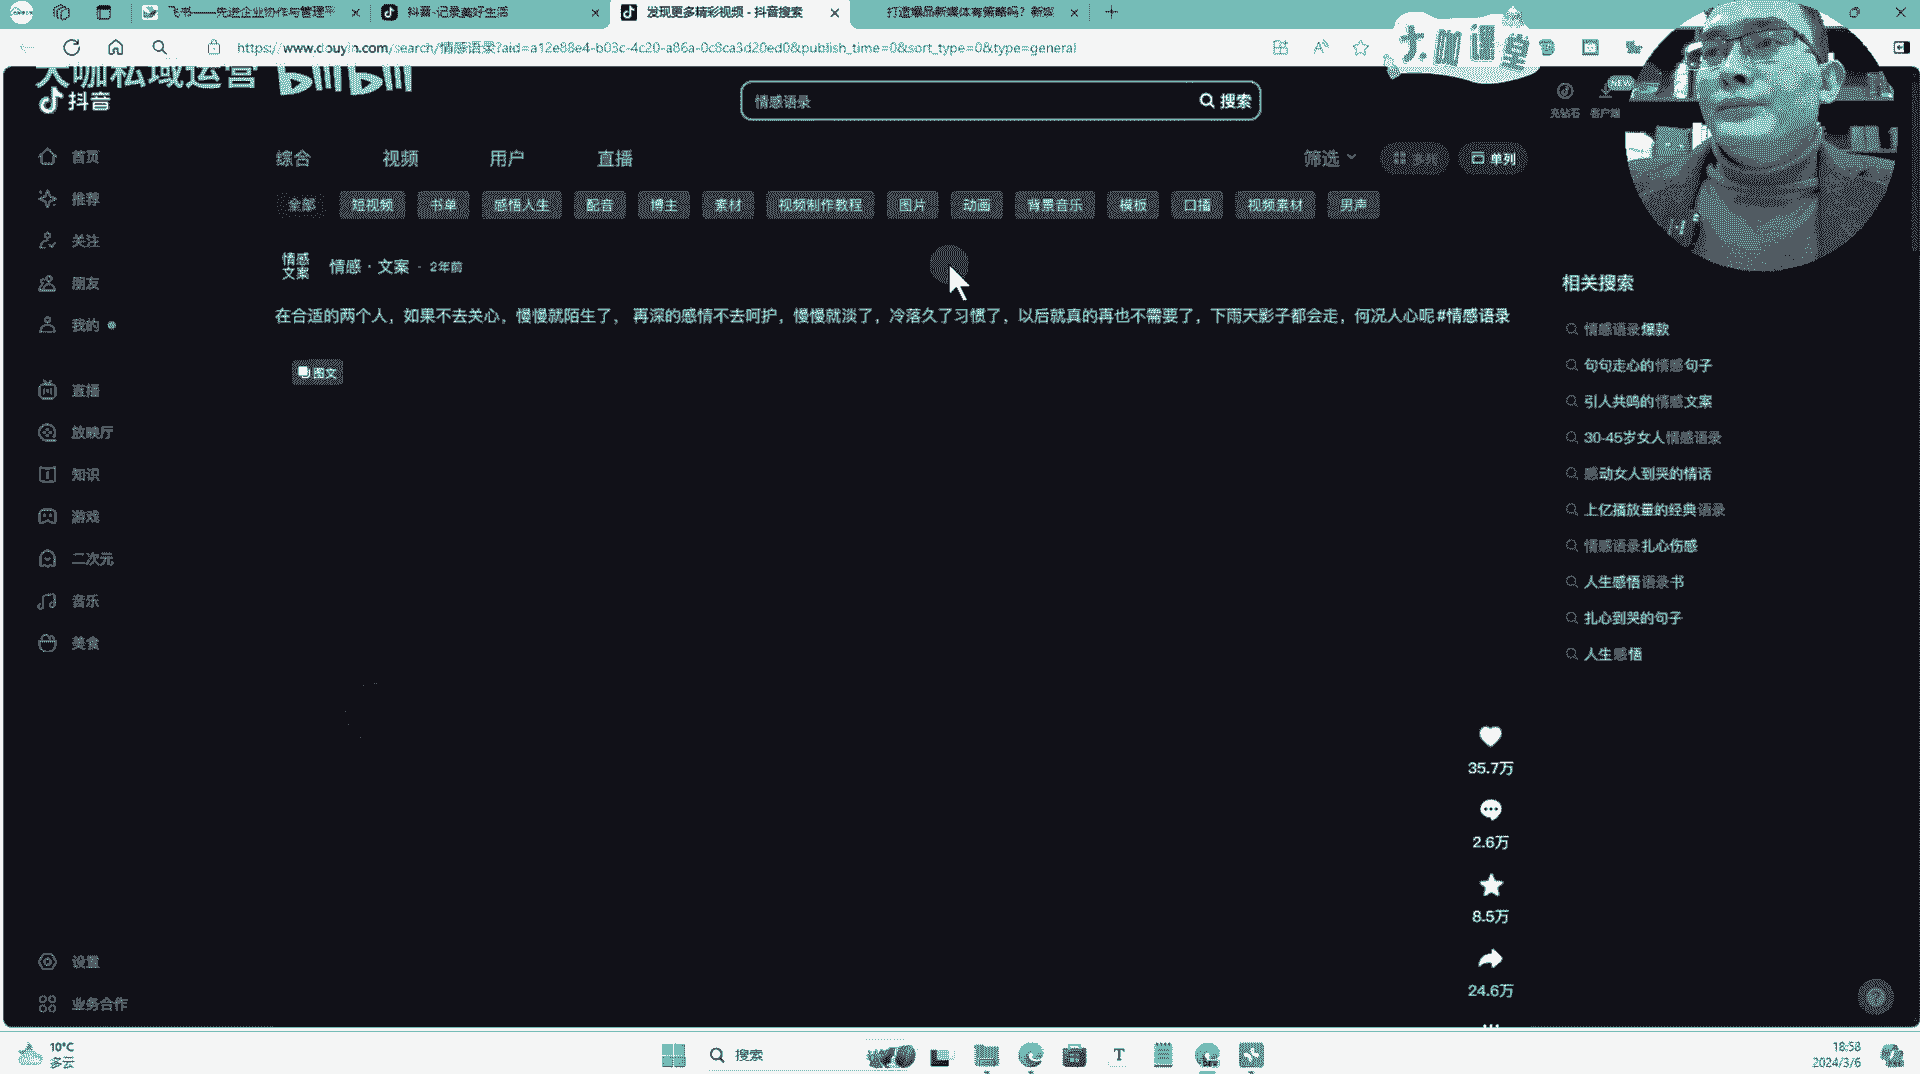 飞书——先进企业协作与管理平
抖音-记录美好生活
发现更多精彩视频 - 抖音搜索
打造爆品新媒体有策略吗？新媒
https://www.douyin.com/search/情感语录?aid=a12e88e4-b03c-4c20-a86a-0c8ca3d20ed0&publish_time=0&sort_type=0&type=general
大咖课堂
大咖私域运营 bilibili
抖音
情感语录
搜索
充钻石
客户端
NEW
首页
推荐
关注
朋友
我的
直播
放映厅
知识
游戏
二次元
音乐
美食
设置
业务合作
综合 视频 用户 直播
筛选 多列 单列
全部 短视频 书单 感悟人生 配音 博主 素材 视频制作教程 图片 动画 背景音乐 模板 口播 视频素材 男声
情感
文案
情感·文案 · 2年前
在合适的两个人，如果不去关心，慢慢就陌生了， 再深的感情不去呵护，慢慢就淡了，冷落久了习惯了，以后就真的再也不需要了，下雨天影子都会走，何况人心呢#情感语录
图文
35.7万
2.6万
8.5万
24.6万
相关搜索
情感语录爆款
句句走心的情感句子
引人共鸣的情感文案
30-45岁女人情感语录
感动女人到哭的情话
上亿播放量的经典语录
情感语录扎心伤感
人生感悟语录书
扎心到哭的句子
人生感悟
10°C
多云
搜索
18:58
2024/3/6